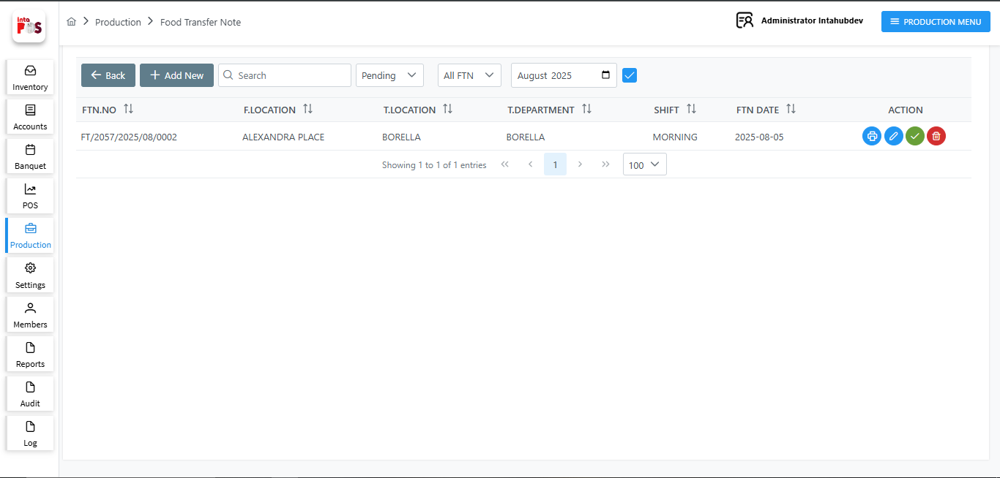 Inta
POS
Production
Food Transfer Note
Administrator Intahubdev
PRODUCTION MENU
Inventory
Accounts
Banquet
POS
Production
Settings
Members
Reports
Audit
Log
Back
Add New
Search
Pending
All FTN
August 2025
FTN.NO F.LOCATION T.LOCATION T.DEPARTMENT SHIFT FTN DATE ACTION
FT/2057/2025/08/0002 ALEXANDRA PLACE BORELLA BORELLA MORNING 2025-08-05
Showing 1 to 1 of 1 entries << < 1 > >> 100